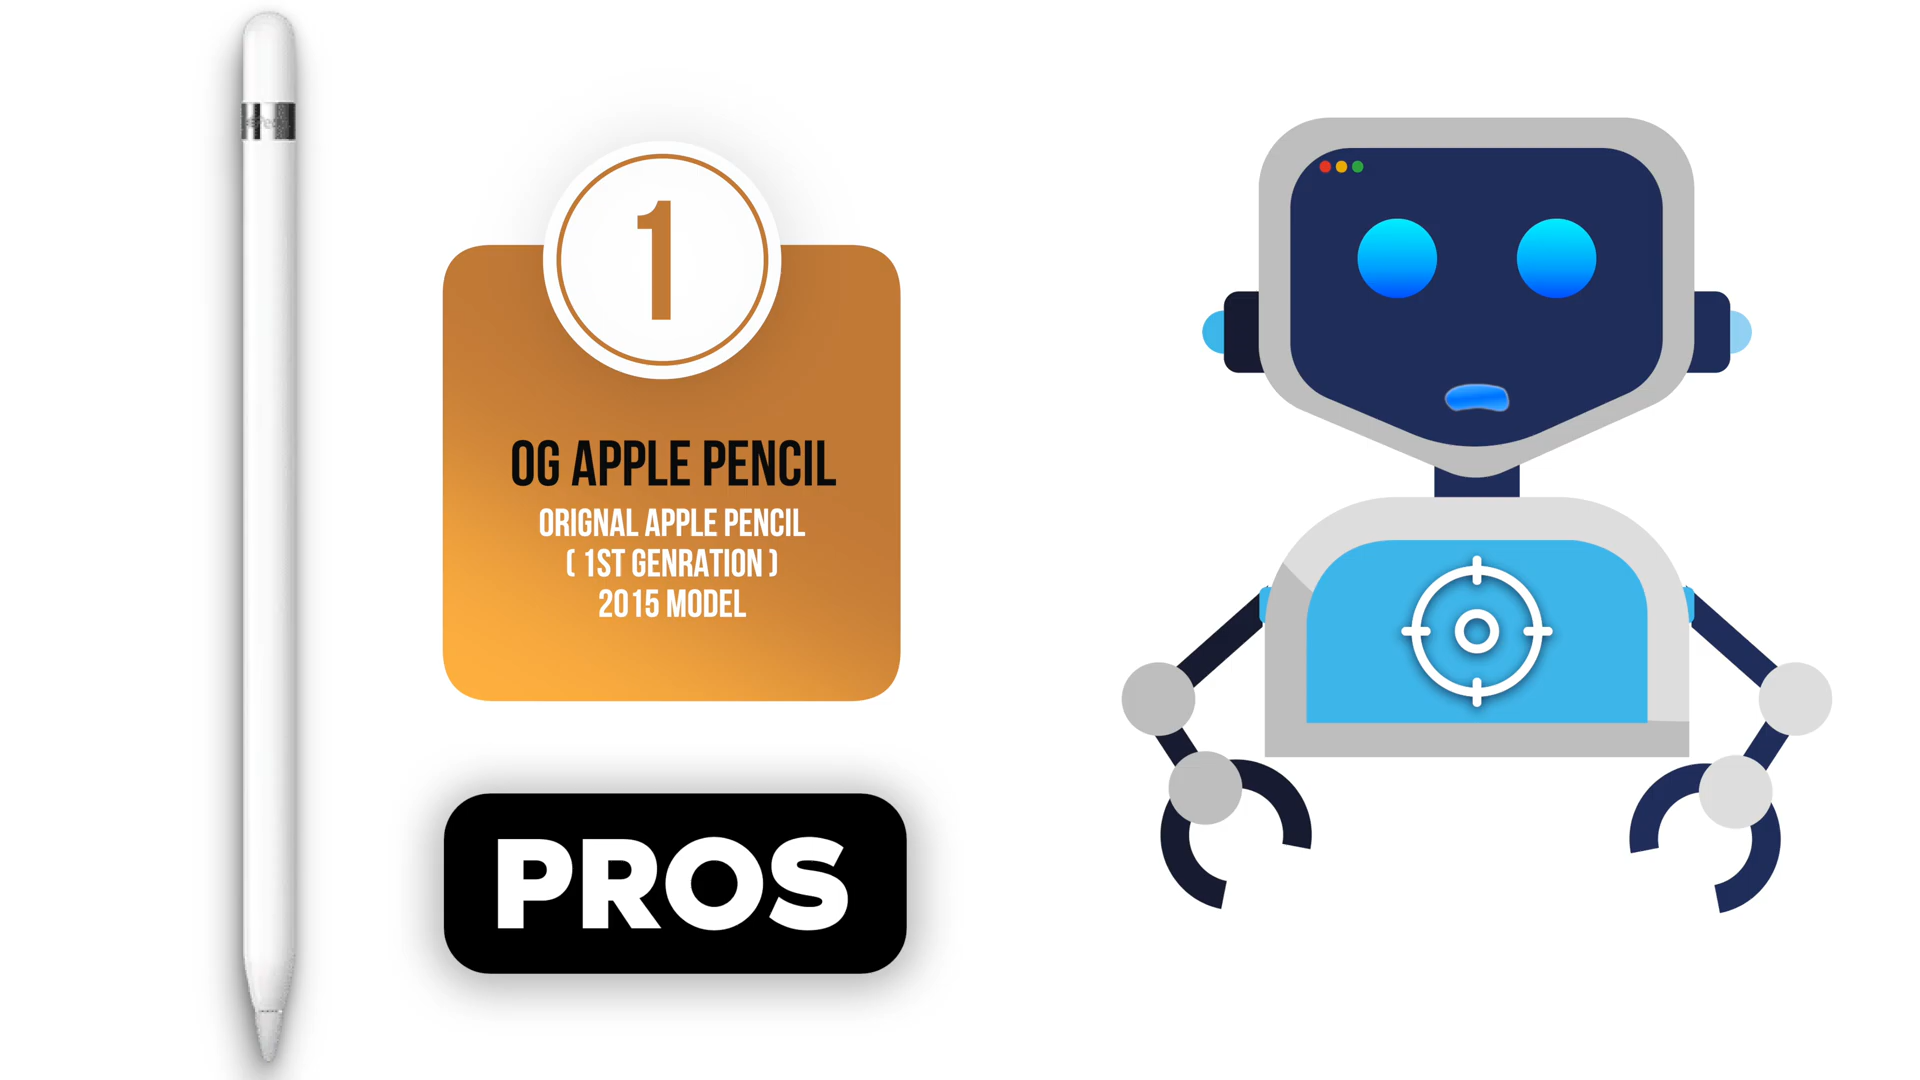 1
OG APPLE PENCIL
ORIGNAL APPLE PENCIL
( 1ST GENRATION )
2015 MODEL
PROS